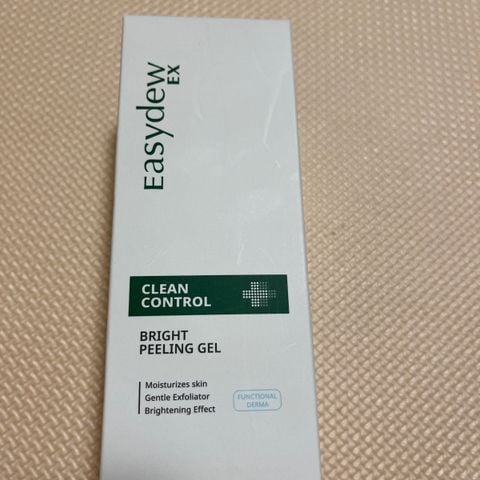 Easydew
EX
CLEAN
CONTROL
BRIGHT
PEELING GEL
Moisturizes skin
Gentle Exfoliator
Brightening Effect
FUNCTIONAL
DERMA